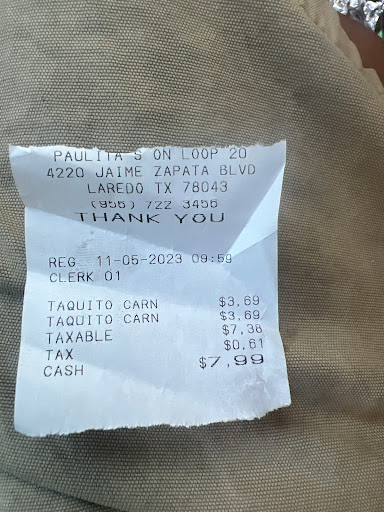 PAULITA S ON LOOP 20
4220 JAIME ZAPATA BLVD
LAREDO TX 78043
(956) 722 3456
THANK YOU
REG 11-05-2023 09:59
CLERK 01
TAQUITO CARN $3.69
TAQUITO CARN $3.69
TAXABLE $7.38
TAX $0.61
CASH $7.99